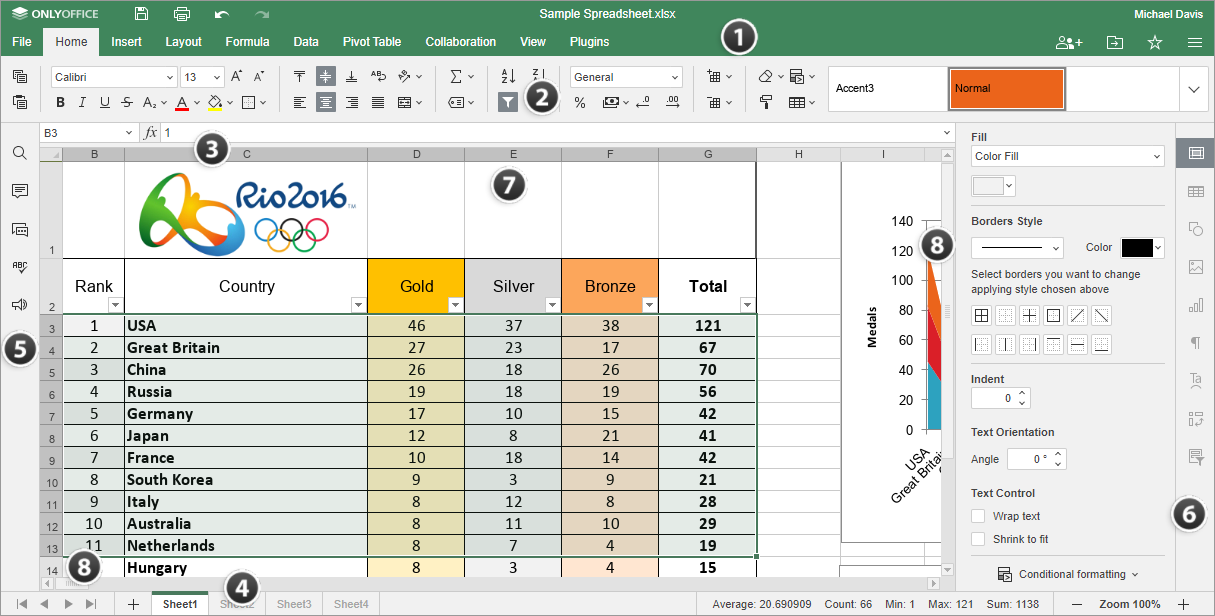 ONLYOFFICE
Sample Spreadsheet.xlsx
Michael Davis
File Home Insert Layout Formula Data Pivot Table Collaboration View Plugins
1
Calibri 13 A A General Accent3 Normal
2
B I U S A2 A %
B3 fx 1
3
B C D E F G H I
7
Rio2016™
1
140
120
100
80
60
40
20
0
Medals
USA
8
2 Rank Country Gold Silver Bronze Total
3 1 USA 46 37 38 121
4 2 Great Britain 27 23 17 67
5 3 China 26 18 26 70
6 4 Russia 19 18 19 56
7 5 Germany 17 10 15 42
8 6 Japan 12 8 21 41
9 7 France 10 18 14 42
10 8 South Korea 9 3 9 21
11 9 Italy 8 12 8 28
12 10 Australia 8 11 10 29
13 11 Netherlands 8 7 4 19
14 Hungary 8 3 4 15
5
8
4
Fill
Color Fill
Borders Style
Color
Select borders you want to change
applying style chosen above
Indent
0
Text Orientation
Angle 0 °
Text Control
Wrap text
Shrink to fit
6
Conditional formatting
Sheet1 Sheet2 Sheet3 Sheet4
Average: 20.690909 Count: 66 Min: 1 Max: 121 Sum: 1138
Zoom 100%